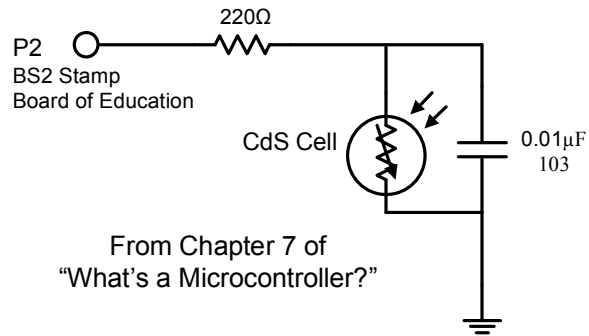 220Ω
P2
BS2 Stamp
Board of Education
CdS Cell
0.01µF
103
From Chapter 7 of
“What’s a Microcontroller?”